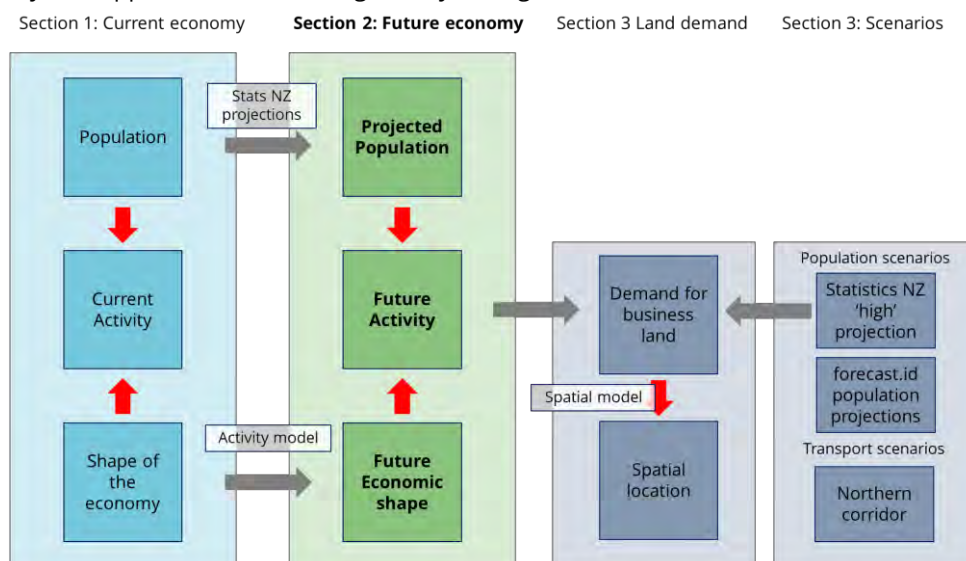 Section 1: Current economy
Section 2: Future economy
Section 3 Land demand
Section 3: Scenarios
Population
Stats NZ
projections
Projected
Population
Current
Activity
Future
Activity
Shape of
the
economy
Activity model
Future
Economic
shape
Demand for
business
land
Spatial model
Spatial
location
Population scenarios
Statistics NZ
‘high’
projection
forecast.id
population
projections
Transport scenarios
Northern
corridor